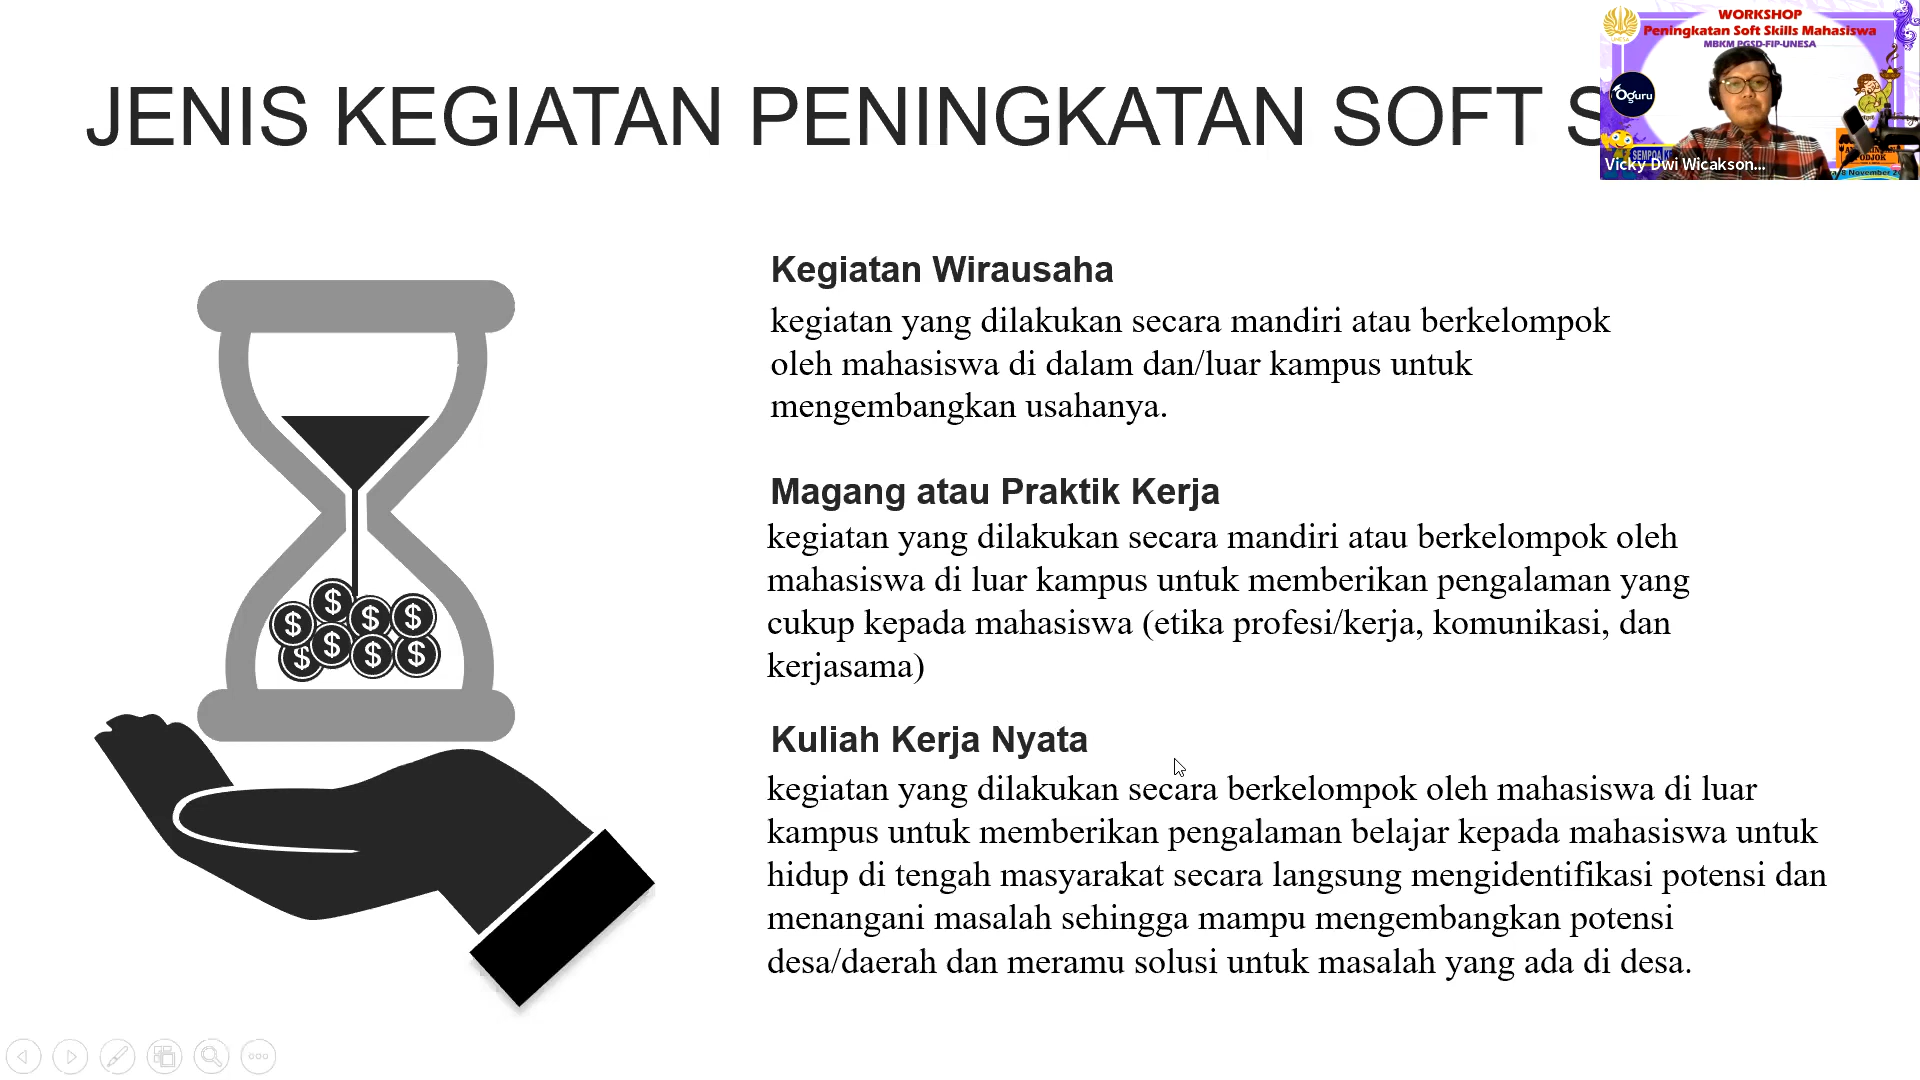 WORKSHOP
Peningkatan Soft Skills Mahasiswa
MBKM PGSD-FIP-UNESA
Oguru
SEMPOA
Vicky Dwi Wicakson...
8 November
JENIS KEGIATAN PENINGKATAN SOFT S
Kegiatan Wirausaha
kegiatan yang dilakukan secara mandiri atau berkelompok
oleh mahasiswa di dalam dan/luar kampus untuk
mengembangkan usahanya.
Magang atau Praktik Kerja
kegiatan yang dilakukan secara mandiri atau berkelompok oleh
mahasiswa di luar kampus untuk memberikan pengalaman yang
cukup kepada mahasiswa (etika profesi/kerja, komunikasi, dan
kerjasama)
Kuliah Kerja Nyata
kegiatan yang dilakukan secara berkelompok oleh mahasiswa di luar
kampus untuk memberikan pengalaman belajar kepada mahasiswa untuk
hidup di tengah masyarakat secara langsung mengidentifikasi potensi dan
menangani masalah sehingga mampu mengembangkan potensi
desa/daerah dan meramu solusi untuk masalah yang ada di desa.